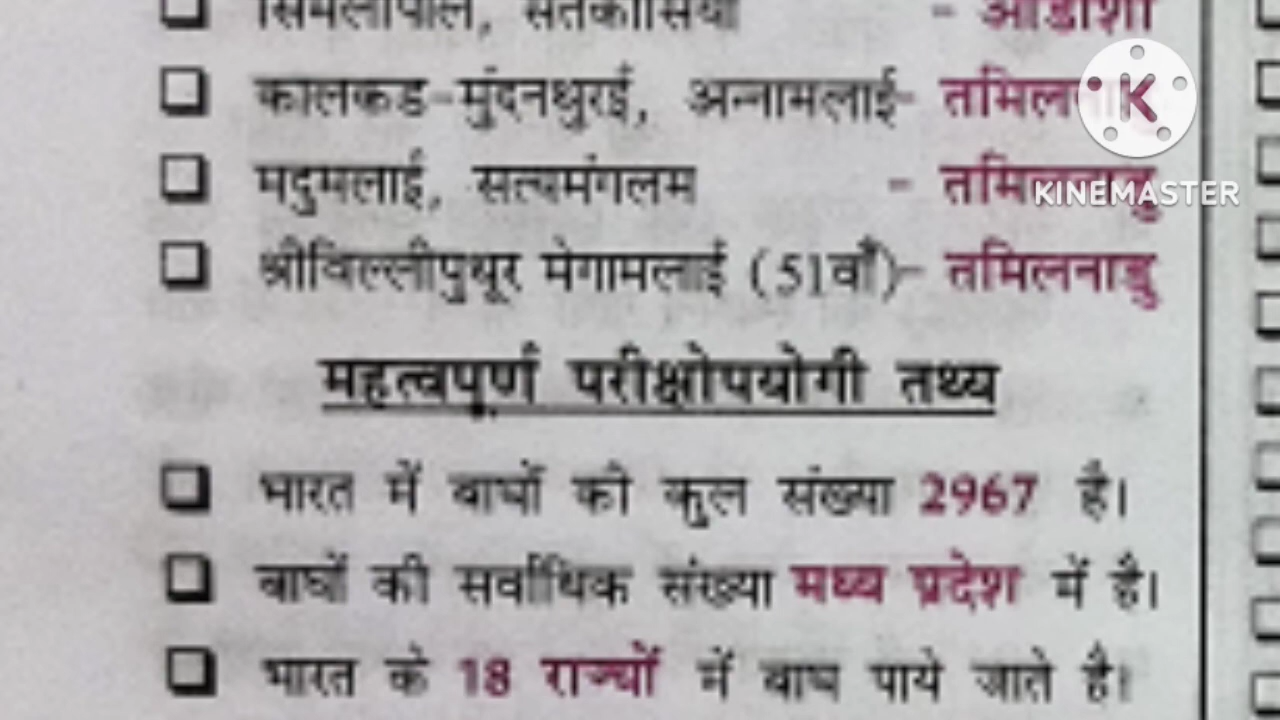 सिमलीपाल, सतकोसिया - ओडीशा
कालकड-मुंदनथुरई, अन्नामलाई- तमिलनाडु
मदुमलाई, सत्यमंगलम - तमिलनाडु
श्रीविल्लीपुथूर मेगामलाई (51वाँ)- तमिलनाडु
महत्वपूर्ण परीक्षोपयोगी तथ्य
भारत में बाघों की कुल संख्या 2967 है।
बाघों की सर्वाधिक संख्या मध्य प्रदेश में है।
भारत के 18 राज्यों में बाघ पाये जाते है।
K
KINEMASTER